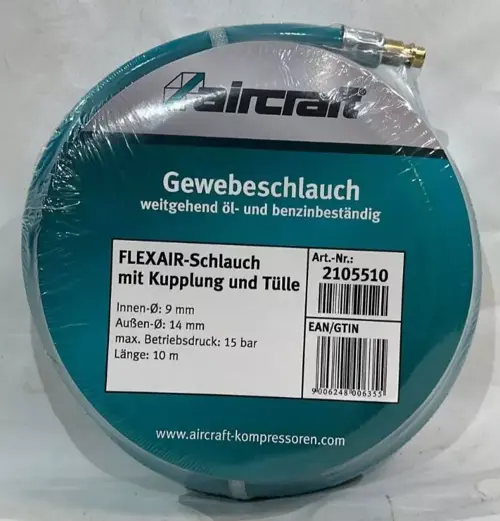 aircraft
Gewebeschlauch
weitgehend öl- und benzinbeständig
FLEXAIR-Schlauch
mit Kupplung und Tülle
Innen-Ø: 9 mm
Außen-Ø: 14 mm
max. Betriebsdruck: 15 bar
Länge: 10 m
Art.-Nr.:
2105510
EAN/GTIN
9006248006355
www.aircraft-kompressoren.com